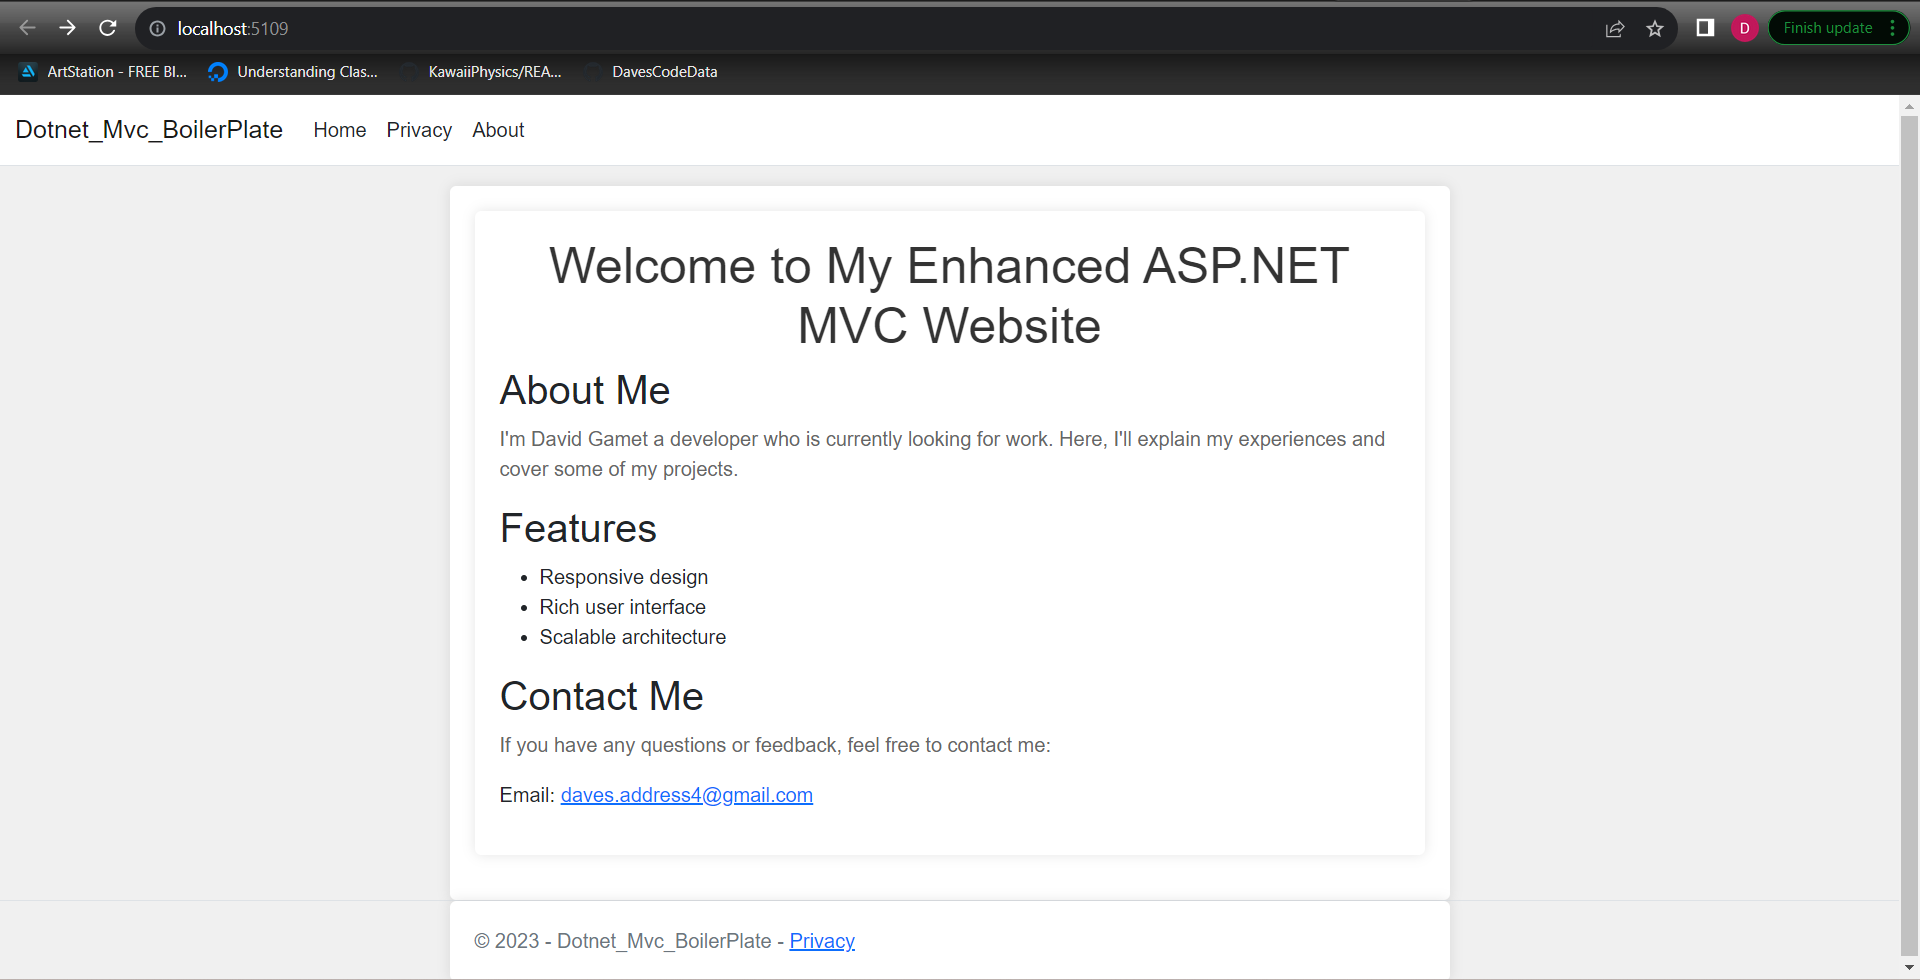 localhost:5109
D
Finish update
ArtStation - FREE BI...
Understanding Clas...
KawaiiPhysics/REA...
DavesCodeData
Dotnet_Mvc_BoilerPlate Home Privacy About
Welcome to My Enhanced ASP.NET
MVC Website
About Me
I'm David Gamet a developer who is currently looking for work. Here, I'll explain my experiences and
cover some of my projects.
Features
• Responsive design
• Rich user interface
• Scalable architecture
Contact Me
If you have any questions or feedback, feel free to contact me:
Email: daves.address4@gmail.com
© 2023 - Dotnet_Mvc_BoilerPlate - Privacy